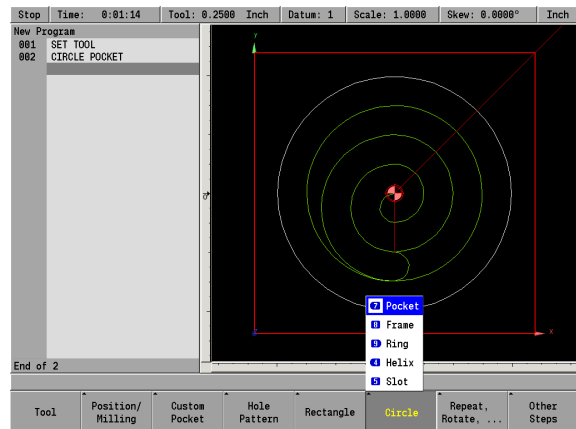 Stop Time: 0:01:14 Tool: 0.2500 Inch Datum: 1 Scale: 1.0000 Skew: 0.0000° Inch
New Program
001 SET TOOL
002 CIRCLE POCKET
y
x
7 Pocket
8 Frame
9 Ring
4 Helix
5 Slot
End of 2
Tool Position/ Milling Custom Pocket Hole Pattern Rectangle Circle Repeat, Rotate, ... Other Steps